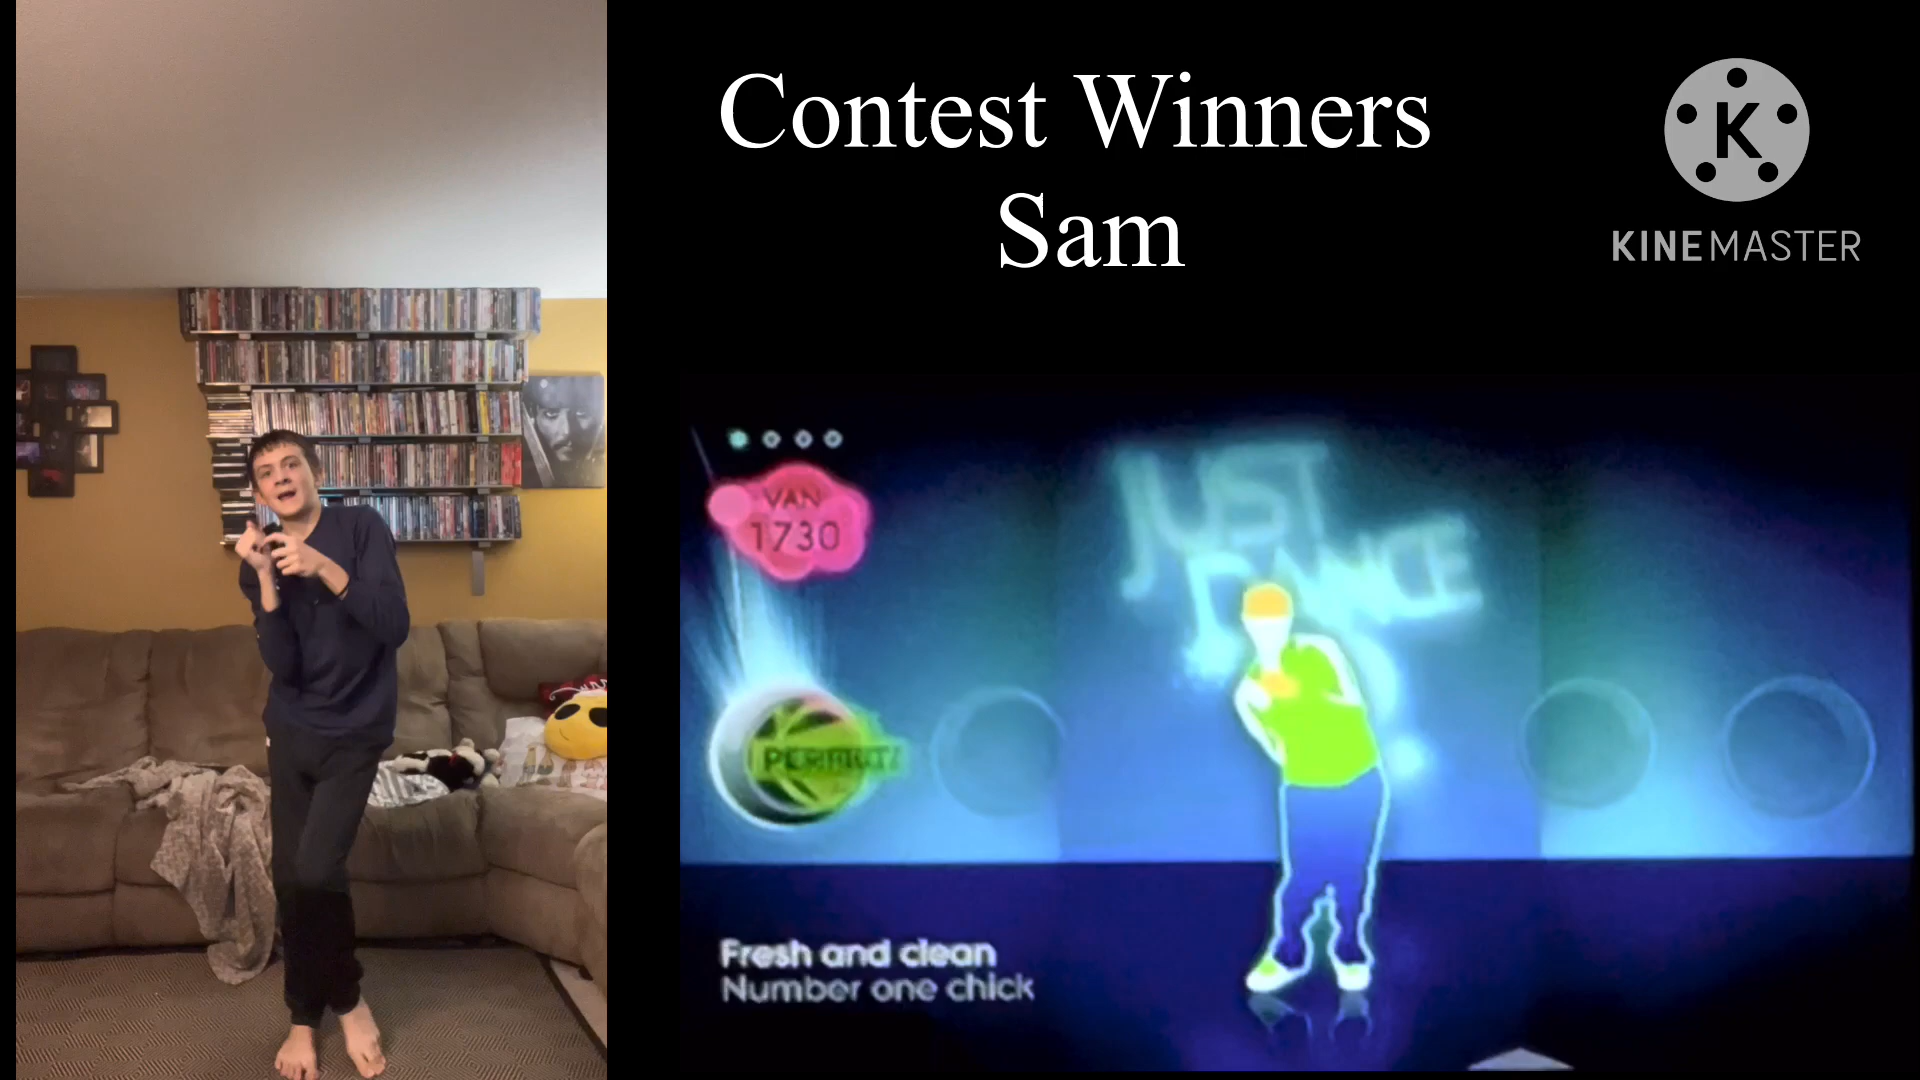 Contest Winners
Sam
K
KINEMASTER
VAN
1730
JUST
DANCE
Fresh and clean
Number one chick